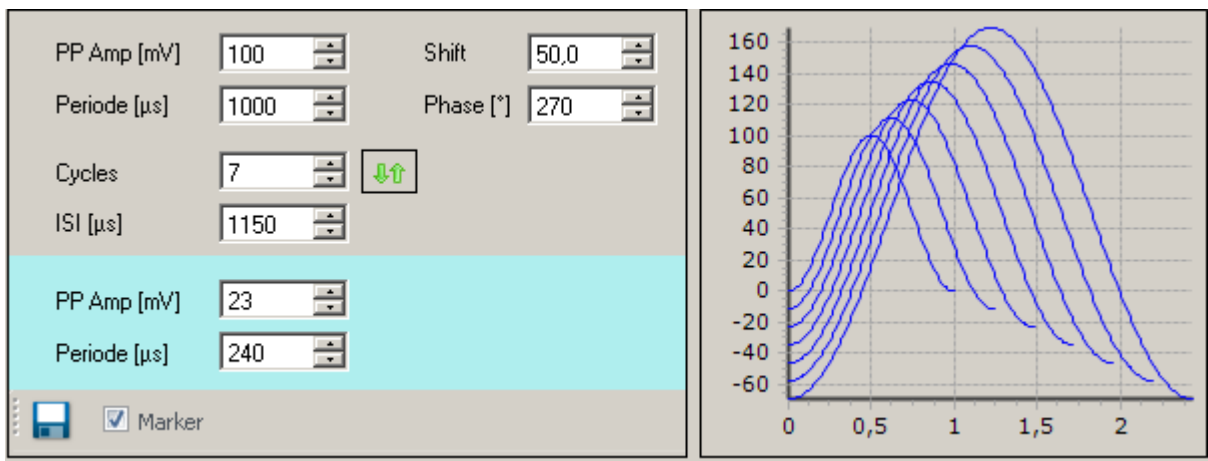 PP Amp [mV] 100 Shift 50,0
Periode [µs] 1000 Phase [°] 270
Cycles 7
ISI [µs] 1150
PP Amp [mV] 23
Periode [µs] 240
Marker
160
140
120
100
80
60
40
20
0
-20
-40
-60
0 0,5 1 1,5 2